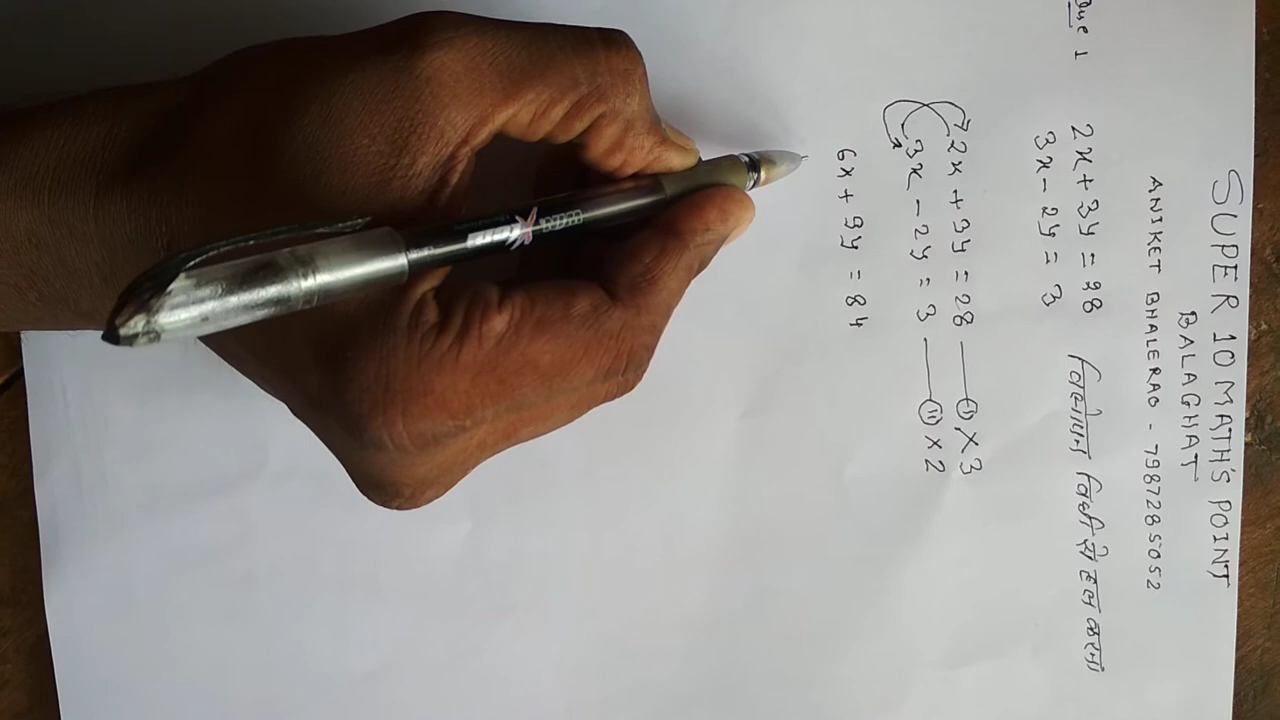 SUPER 10 MATH'S POINT
BALAGHAT
ANIKET BHALERAO - 7987285052
Que 1 2x+3y=28 विलोपन विधी से हल करना
3x-2y=3
2x+3y=28 —(i)×3
3x-2y=3 —(ii)×2
6x+9y=84